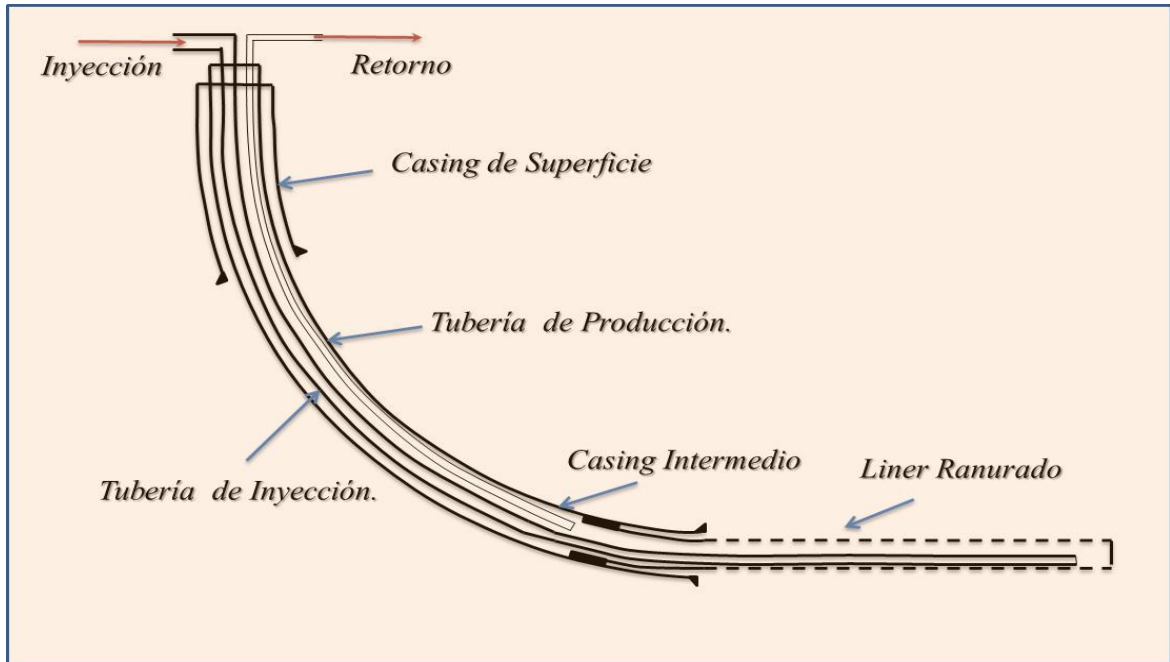 Inyección
Retorno
Casing de Superficie
Tubería de Producción.
Casing Intermedio
Liner Ranurado
Tubería de Inyección.